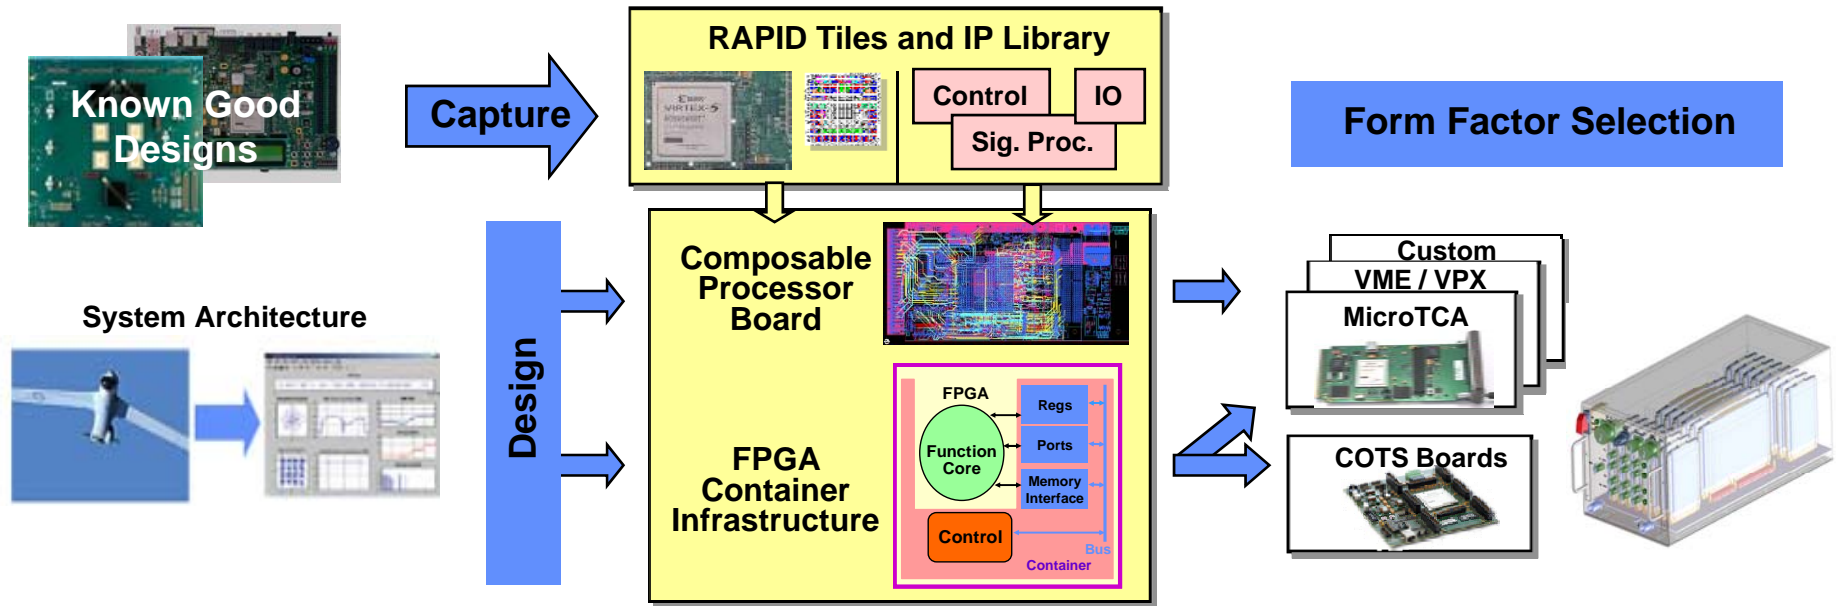 Known Good
Designs
Capture
RAPID Tiles and IP Library
VIRTEX-5
Control
IO
Sig. Proc.
Form Factor Selection
System Architecture
Design
Composable
Processor
Board
FPGA
Container
Infrastructure
FPGA
Function
Core
Regs
Ports
Memory
Interface
Control
Bus
Container
Custom
VME / VPX
MicroTCA
COTS Boards